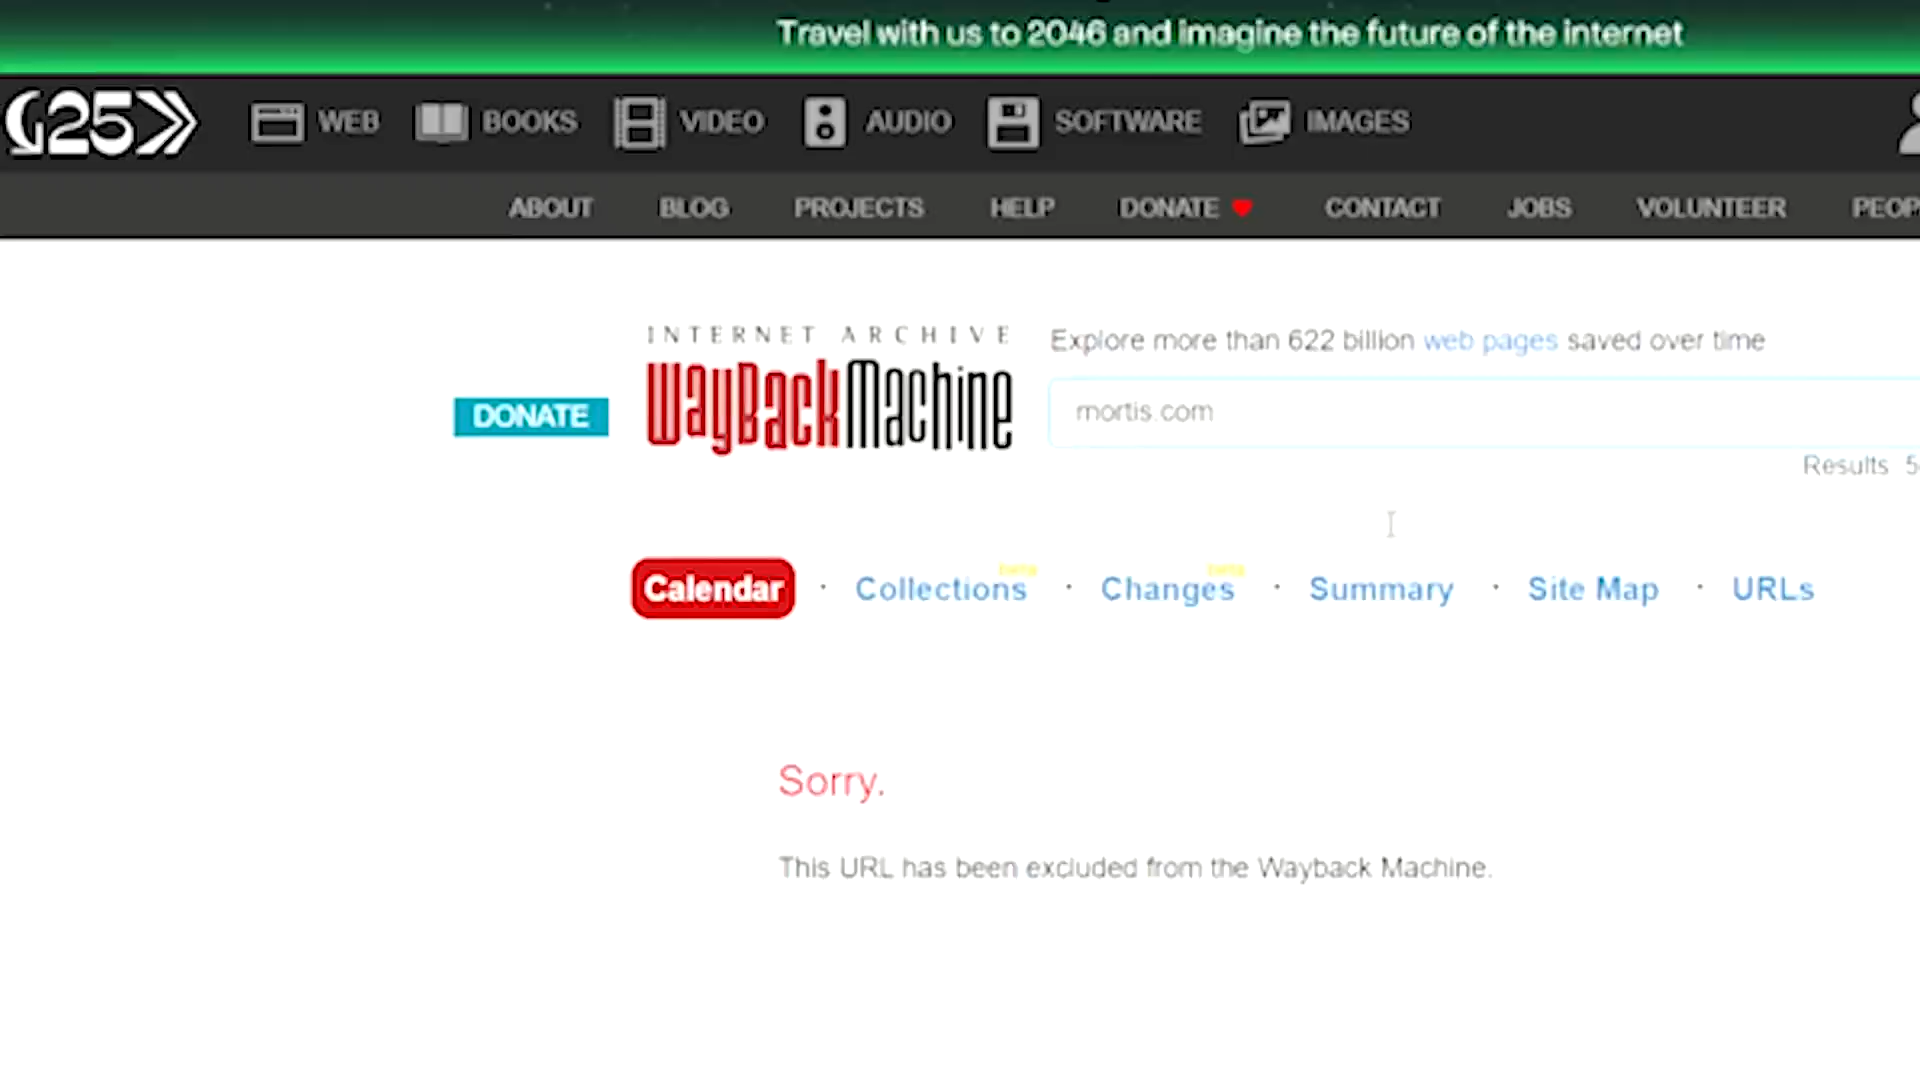 Travel with us to 2046 and imagine the future of the internet
25 WEB BOOKS VIDEO AUDIO SOFTWARE IMAGES
ABOUT BLOG PROJECTS HELP DONATE CONTACT JOBS VOLUNTEER
INTERNET ARCHIVE
WayBackMachine
DONATE
Explore more than 622 billion web pages saved over time
mortis.com
Results
Calendar · Collections beta · Changes beta · Summary · Site Map · URLs
Sorry.
This URL has been excluded from the Wayback Machine.